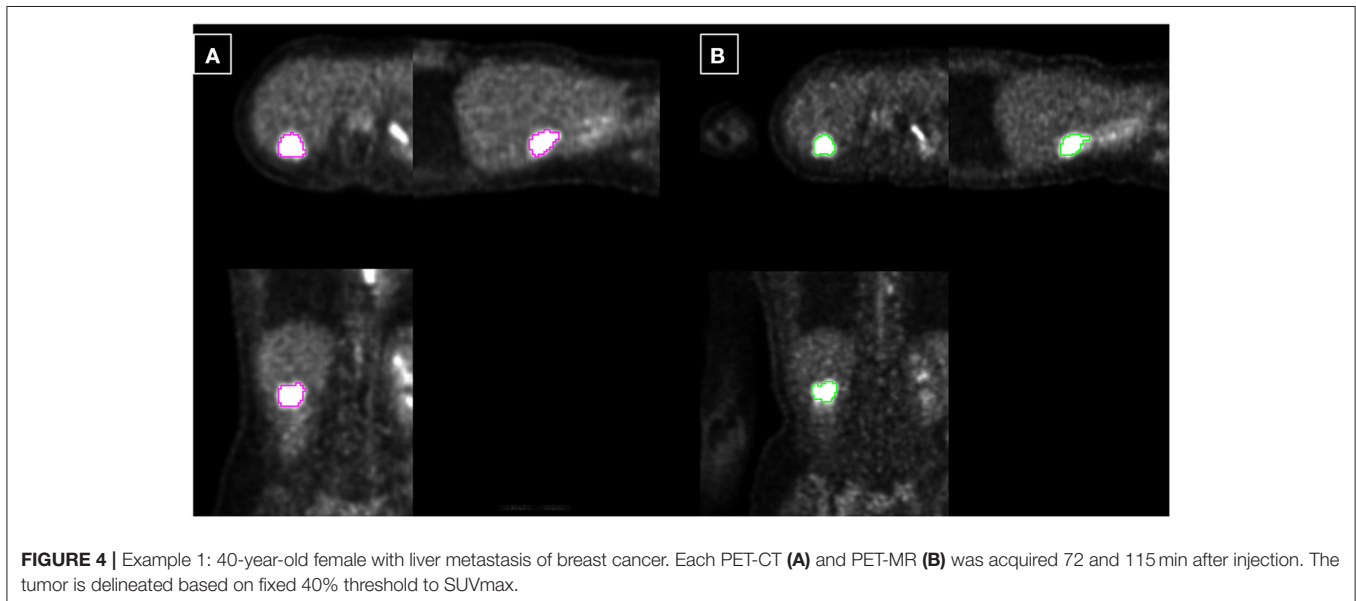 A
B
FIGURE 4 | Example 1: 40-year-old female with liver metastasis of breast cancer. Each PET-CT (A) and PET-MR (B) was acquired 72 and 115 min after injection. The
tumor is delineated based on fixed 40% threshold to SUVmax.